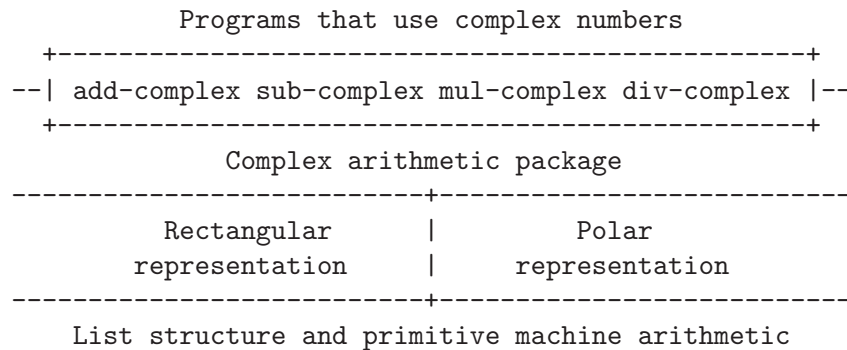 Programs that use complex numbers
+-------------------------------------------------+
--| add-complex sub-complex mul-complex div-complex |--
+-------------------------------------------------+
Complex arithmetic package
---------------------------+---------------------------
Rectangular | Polar
representation | representation
---------------------------+---------------------------
List structure and primitive machine arithmetic